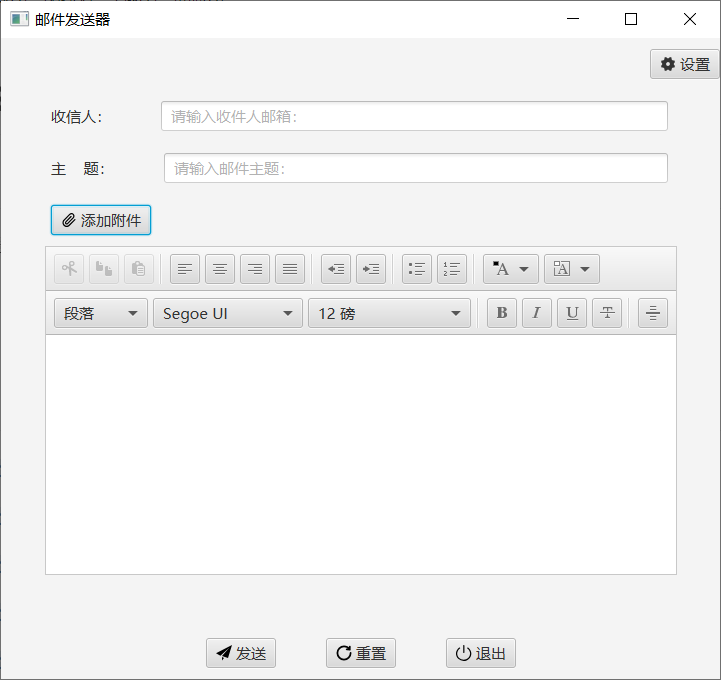 邮件发送器
设置
收信人： 请输入收件人邮箱：
主 题： 请输入邮件主题：
添加附件
A A
段落 Segoe UI 12 磅 B I U T
发送 重置 退出